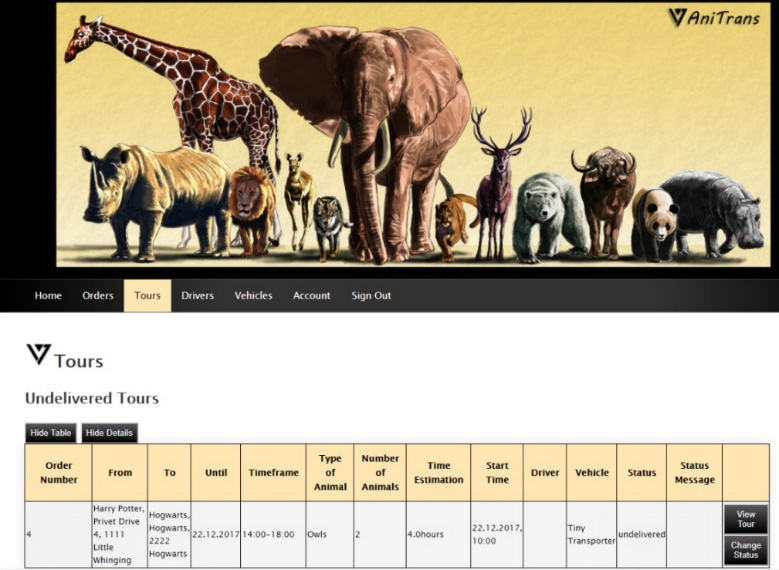 AniTrans
Home Orders Tours Drivers Vehicles Account Sign Out
Tours
Undelivered Tours
Hide Table Hide Details
Order Number From To Until Timeframe Type of Animal Number of Animals Time Estimation Start Time Driver Vehicle Status Status Message
4 Harry Potter, Privet Drive 4, 1111 Little Whinging Hogwarts, Hogwarts, 2222 Hogwarts 22.12.2017 14:00-18:00 Owls 2 4.0hours 22.12.2017, 10:00 Tiny Transporter undelivered View Tour
Change Status